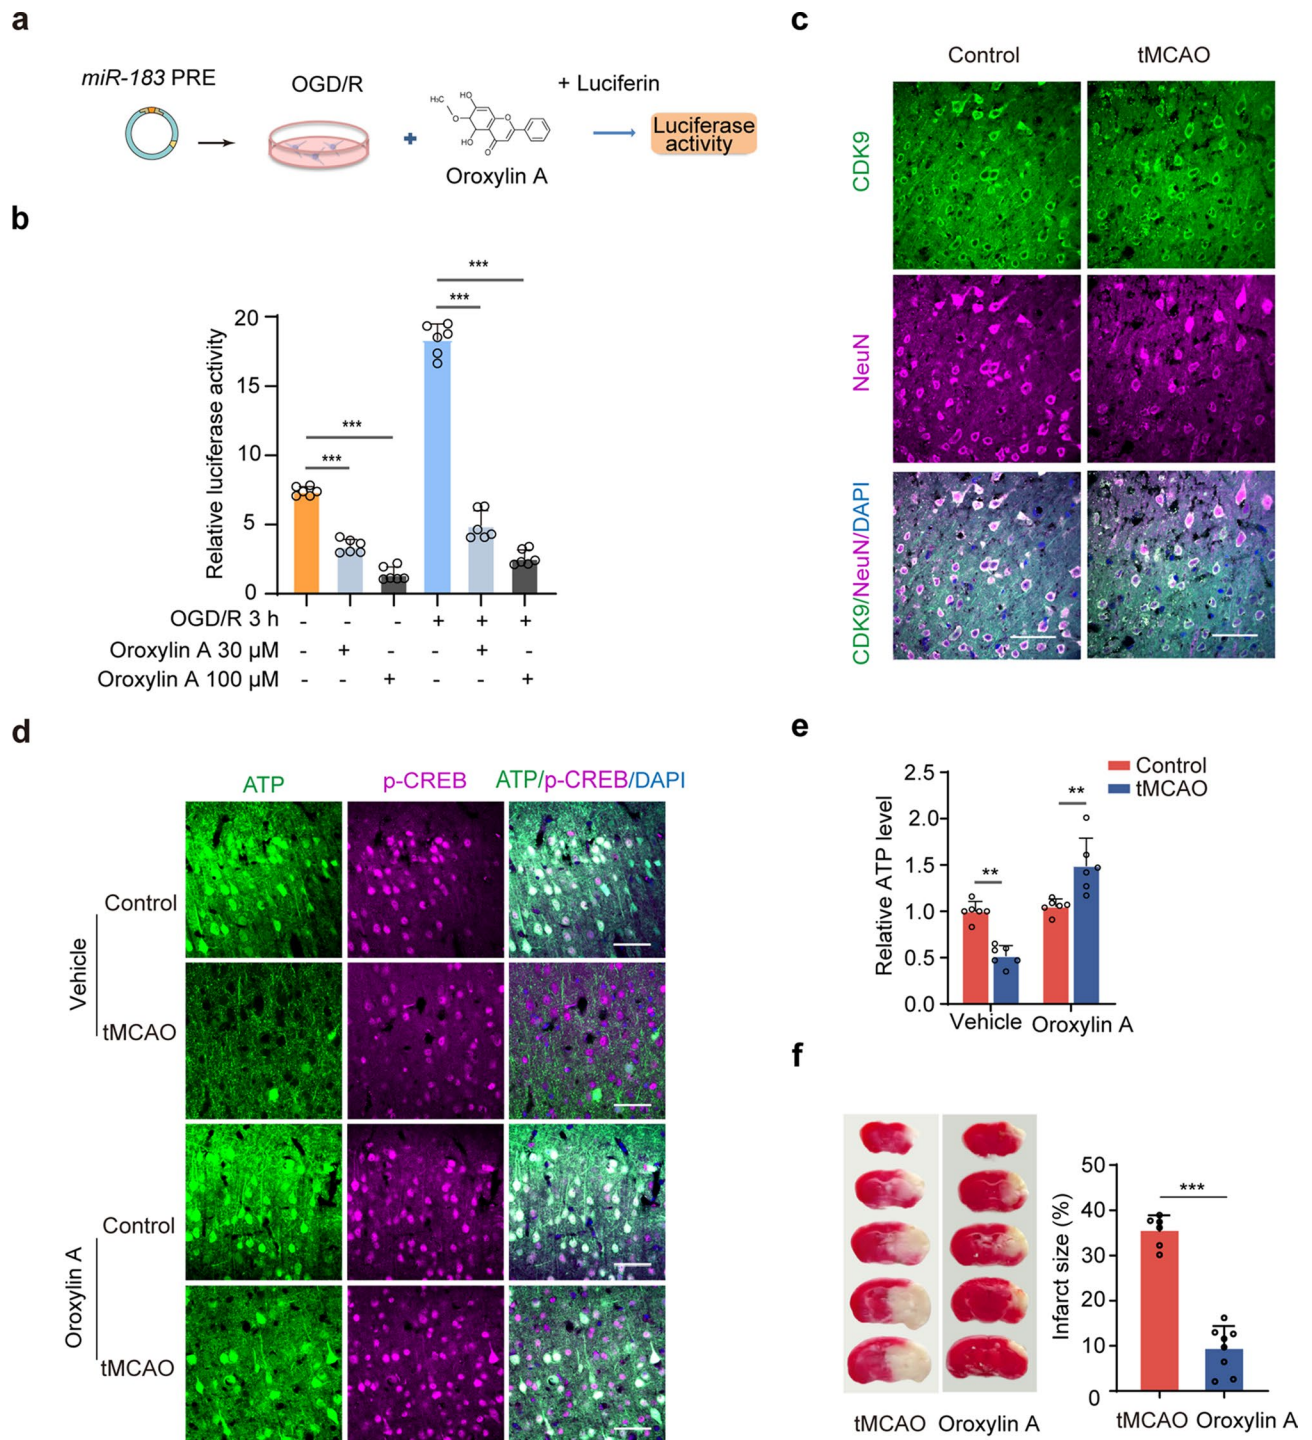 a
miR-183 PRE
OGD/R
+ Luciferin
H₃C
O
HO
O
HO
O
+
Oroxylin A
Luciferase
activity
b
Relative luciferase activity
20
15
10
5
0
***
***
***
***
OGD/R 3 h - - - + + +
Oroxylin A 30 µM - + - - + -
Oroxylin A 100 µM - - + - - +
c
Control tMCAO
CDK9
NeuN
CDK9/NeuN/DAPI
d
ATP p-CREB ATP/p-CREB/DAPI
Vehicle
Control
tMCAO
Oroxylin A
Control
tMCAO
e
Relative ATP level
2.5
2.0
1.5
1.0
0.5
0.0
**
**
Control
tMCAO
Vehicle Oroxylin A
f
tMCAO Oroxylin A
Infarct size (%)
50
40
30
20
10
0
***
tMCAO Oroxylin A